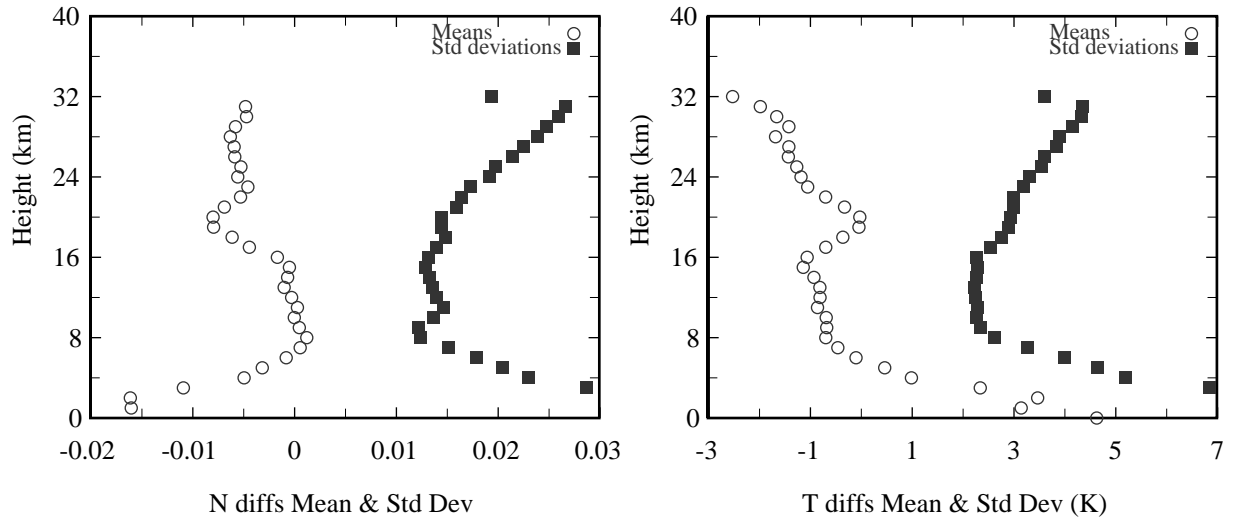 40
32
24
16
8
0
Height (km)
-0.02 -0.01 0 0.01 0.02 0.03
N diffs Mean & Std Dev
Means
Std deviations
40
32
24
16
8
0
Height (km)
-3 -1 1 3 5 7
T diffs Mean & Std Dev (K)
Means
Std deviations